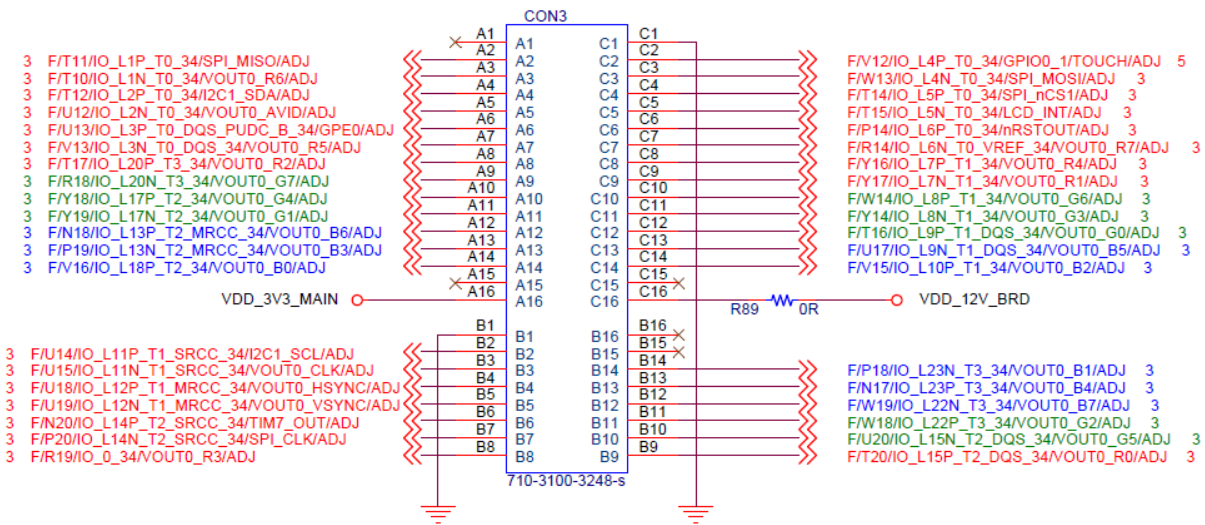 CON3
A1 A1 C1 C1
3 F/T11/IO_L1P_T0_34/SPI_MISO/ADJ A2 A2 C2 C2 F/V12/IO_L4P_T0_34/GPIO0_1/TOUCH/ADJ 5
3 F/T10/IO_L1N_T0_34/VOUT0_R6/ADJ A3 A3 C3 C3 F/W13/IO_L4N_T0_34/SPI_MOSI/ADJ 3
3 F/T12/IO_L2P_T0_34/I2C1_SDA/ADJ A4 A4 C4 C4 F/T14/IO_L5P_T0_34/SPI_nCS1/ADJ 3
3 F/U12/IO_L2N_T0_34/VOUT0_AVID/ADJ A5 A5 C5 C5 F/T15/IO_L5N_T0_34/LCD_INT/ADJ 3
3 F/U13/IO_L3P_T0_DQS_PUDC_B_34/GPE0/ADJ A6 A6 C6 C6 F/P14/IO_L6P_T0_34/nRSTOUT/ADJ 3
3 F/V13/IO_L3N_T0_DQS_34/VOUT0_R5/ADJ A7 A7 C7 C7 F/R14/IO_L6N_T0_VREF_34/VOUT0_R7/ADJ 3
3 F/T17/IO_L20P_T3_34/VOUT0_R2/ADJ A8 A8 C8 C8 F/Y16/IO_L7P_T1_34/VOUT0_R4/ADJ 3
3 F/R18/IO_L20N_T3_34/VOUT0_G7/ADJ A9 A9 C9 C9 F/Y17/IO_L7N_T1_34/VOUT0_R1/ADJ 3
3 F/Y18/IO_L17P_T2_34/VOUT0_G4/ADJ A10 A10 C10 C10 F/W14/IO_L8P_T1_34/VOUT0_G6/ADJ 3
3 F/Y19/IO_L17N_T2_34/VOUT0_G1/ADJ A11 A11 C11 C11 F/Y14/IO_L8N_T1_34/VOUT0_G3/ADJ 3
3 F/N18/IO_L13P_T2_MRCC_34/VOUT0_B6/ADJ A12 A12 C12 C12 F/T16/IO_L9P_T1_DQS_34/VOUT0_G0/ADJ 3
3 F/P19/IO_L13N_T2_MRCC_34/VOUT0_B3/ADJ A13 A13 C13 C13 F/U17/IO_L9N_T1_DQS_34/VOUT0_B5/ADJ 3
3 F/V16/IO_L18P_T2_34/VOUT0_B0/ADJ A14 A14 C14 C14 F/V15/IO_L10P_T1_34/VOUT0_B2/ADJ 3
A15 A15 C15 C15
VDD_3V3_MAIN A16 A16 C16 C16 R89 0R VDD_12V_BRD
B1 B1 B16 B16
3 F/U14/IO_L11P_T1_SRCC_34/I2C1_SCL/ADJ B2 B2 B15 B15
3 F/U15/IO_L11N_T1_SRCC_34/VOUT0_CLK/ADJ B3 B3 B14 B14 F/P18/IO_L23N_T3_34/VOUT0_B1/ADJ 3
3 F/U18/IO_L12P_T1_MRCC_34/VOUT0_HSYNC/ADJ B4 B4 B13 B13 F/N17/IO_L23P_T3_34/VOUT0_B4/ADJ 3
3 F/U19/IO_L12N_T1_MRCC_34/VOUT0_VSYNC/ADJ B5 B5 B12 B12 F/W19/IO_L22N_T3_34/VOUT0_B7/ADJ 3
3 F/N20/IO_L14P_T2_SRCC_34/TIM7_OUT/ADJ B6 B6 B11 B11 F/W18/IO_L22P_T3_34/VOUT0_G2/ADJ 3
3 F/P20/IO_L14N_T2_SRCC_34/SPI_CLK/ADJ B7 B7 B10 B10 F/U20/IO_L15N_T2_DQS_34/VOUT0_G5/ADJ 3
3 F/R19/IO_0_34/VOUT0_R3/ADJ B8 B8 B9 B9 F/T20/IO_L15P_T2_DQS_34/VOUT0_R0/ADJ 3
710-3100-3248-s